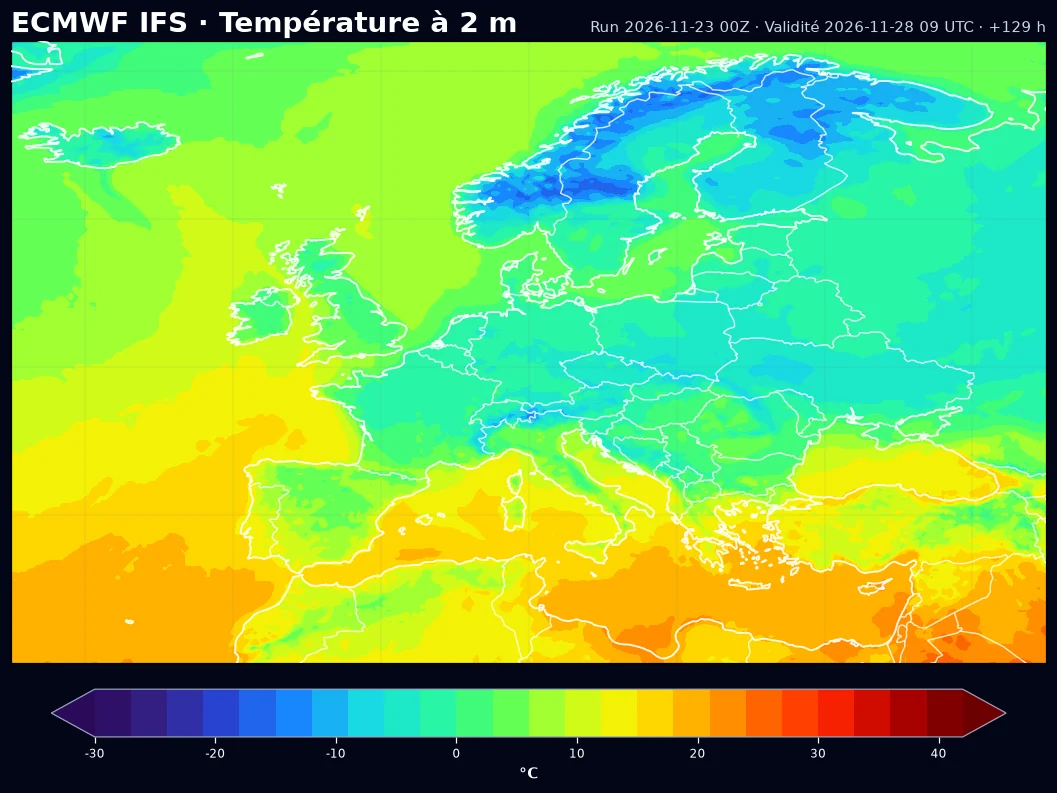 ECMWF IFS · Température à 2 m
Run 2026-11-23 00Z · Validité 2026-11-28 09 UTC · +129 h
-30 -20 -10 0 10 20 30 40
°C